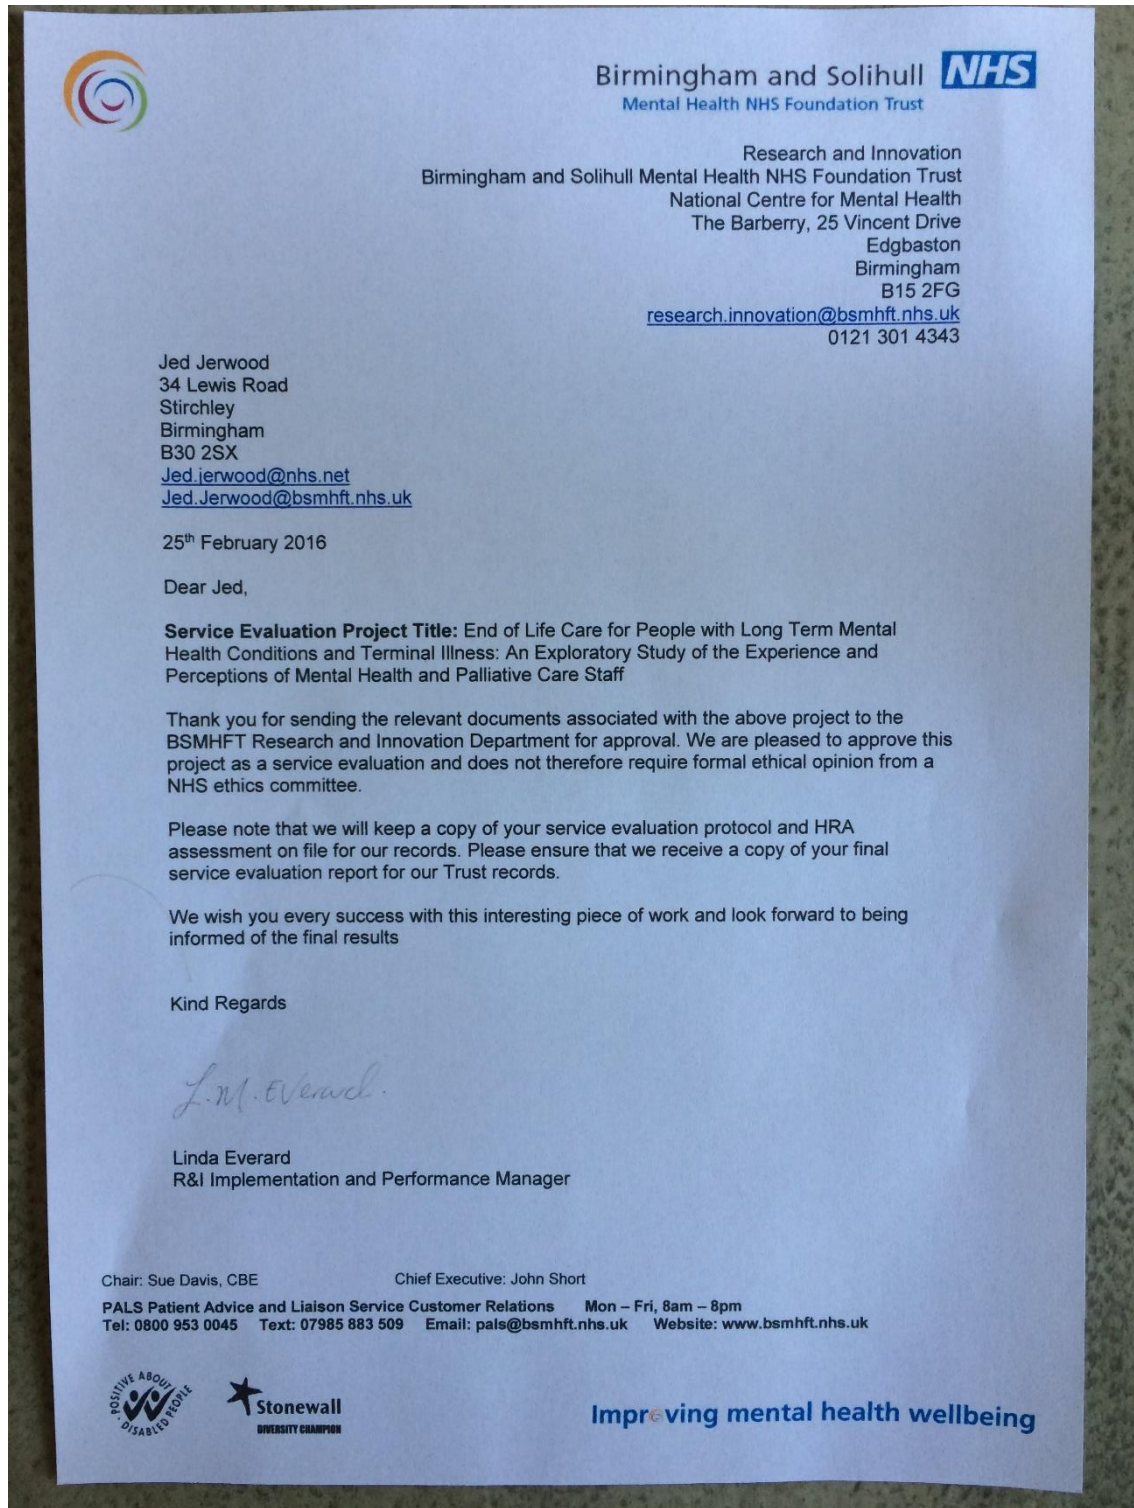 Birmingham and Solihull NHS
Mental Health NHS Foundation Trust
Research and Innovation
Birmingham and Solihull Mental Health NHS Foundation Trust
National Centre for Mental Health
The Barberry, 25 Vincent Drive
Edgbaston
Birmingham
B15 2FG
research.innovation@bsmhft.nhs.uk
0121 301 4343
Jed Jerwood
34 Lewis Road
Stirchley
Birmingham
B30 2SX
Jed.jerwood@nhs.net
Jed.Jerwood@bsmhft.nhs.uk
25th February 2016
Dear Jed,
Service Evaluation Project Title: End of Life Care for People with Long Term Mental
Health Conditions and Terminal Illness: An Exploratory Study of the Experience and
Perceptions of Mental Health and Palliative Care Staff
Thank you for sending the relevant documents associated with the above project to the
BSMHFT Research and Innovation Department for approval. We are pleased to approve this
project as a service evaluation and does not therefore require formal ethical opinion from a
NHS ethics committee.
Please note that we will keep a copy of your service evaluation protocol and HRA
assessment on file for our records. Please ensure that we receive a copy of your final
service evaluation report for our Trust records.
We wish you every success with this interesting piece of work and look forward to being
informed of the final results
Kind Regards
L.M. Everard.
Linda Everard
R&I Implementation and Performance Manager
Chair: Sue Davis, CBE Chief Executive: John Short
PALS Patient Advice and Liaison Service Customer Relations Mon – Fri, 8am – 8pm
Tel: 0800 953 0045 Text: 07985 883 509 Email: pals@bsmhft.nhs.uk Website: www.bsmhft.nhs.uk
POSITIVE ABOUT DISABLED PEOPLE
Stonewall
DIVERSITY CHAMPION
Improving mental health wellbeing